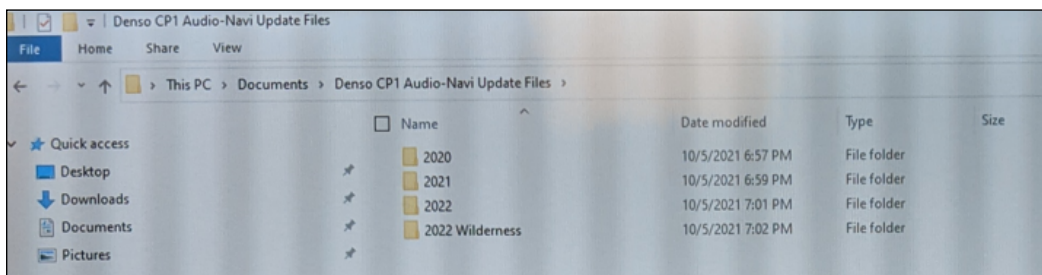 Denso CP1 Audio-Navi Update Files
File Home Share View
This PC > Documents > Denso CP1 Audio-Navi Update Files >
Name Date modified Type Size
Quick access
Desktop
Downloads
Documents
Pictures
2020 10/5/2021 6:57 PM File folder
2021 10/5/2021 6:59 PM File folder
2022 10/5/2021 7:01 PM File folder
2022 Wilderness 10/5/2021 7:02 PM File folder